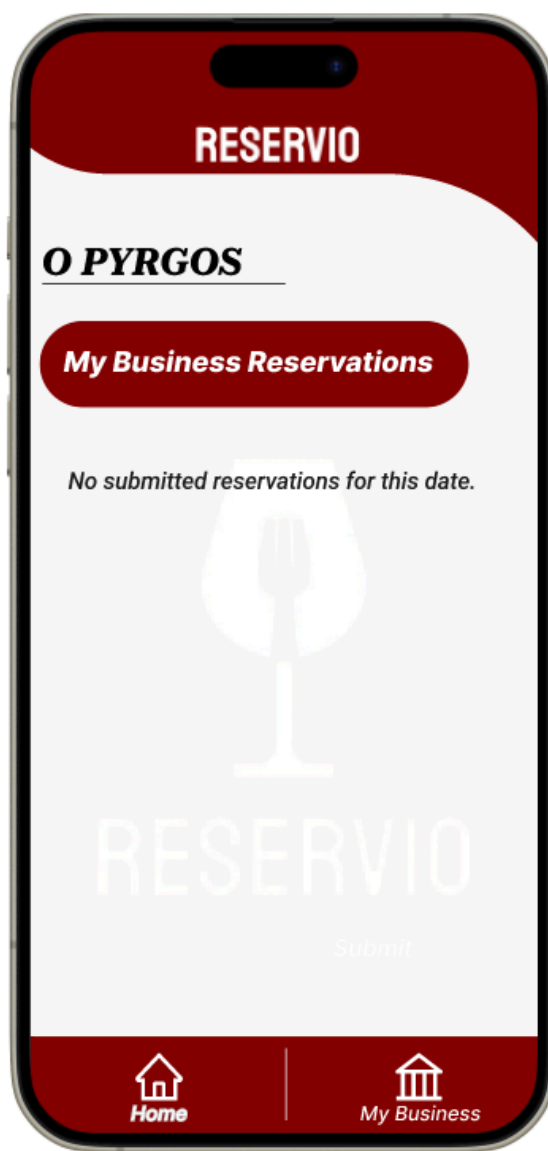 RESERVIO
O PYRGOS
My Business Reservations
No submitted reservations for this date.
RESERVIO
Submit
Home
My Business